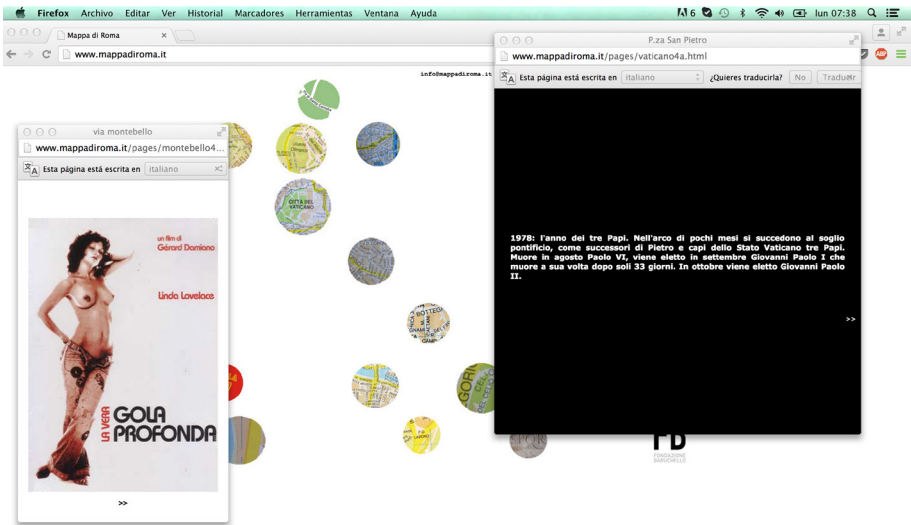 Firefox Archivo Editar Ver Historial Marcadores Herramientas Ventana Ayuda
6
lun 07:38
Mappa di Roma
www.mappadiroma.it
info@mappadiroma.it
P.za San Pietro
www.mappadiroma.it/pages/vaticano4a.html
Esta página está escrita en italiano ¿Quieres traducirla? No
1978: l'anno dei tre Papi. Nell'arco di pochi mesi si succedono al soglio
pontificio, come successori di Pietro e capi dello Stato Vaticano tre Papi.
Muore in agosto Paolo VI, viene eletto in settembre Giovanni Paolo I che
muore a sua volta dopo soli 33 giorni. In ottobre viene eletto Giovanni Paolo
II.
>>
via montebello
www.mappadiroma.it/pages/montebello4...
Esta página está escrita en italiano
un film di
Gérard Damiano
Linda Lovelace
LA VERA
GOLA
PROFONDA
>>
CITTÀ DEL
VATICANO
BOTTEG
SPQR
FB
FONDAZIONE
BARUCHELLO
ABP